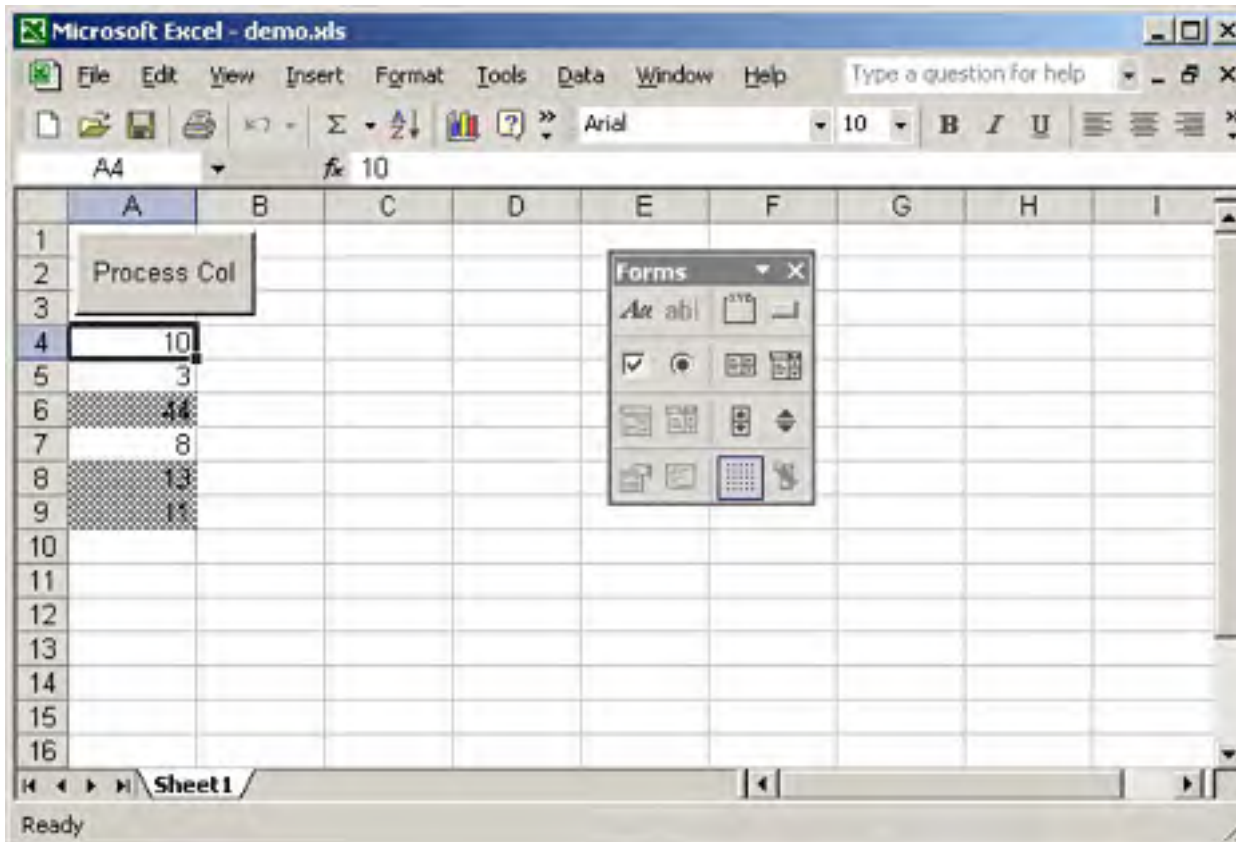 Microsoft Excel - demo.xls
File Edit View Insert Format Tools Data Window Help Type a question for help
Arial 10 B I U
A4 fx 10
A B C D E F G H I
1
2
3
4 10
5 3
6 44
7 8
8 13
9 11
10
11
12
13
14
15
16
Process Col
Forms
Aa abl XYZ
Sheet1
Ready